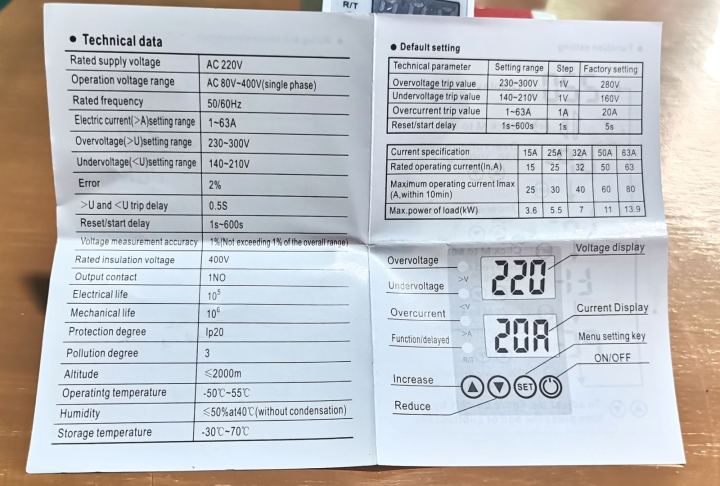 R/T
● Technical data
Rated supply voltage AC 220V
Operation voltage range AC 80V~400V(single phase)
Rated frequency 50/60Hz
Electric current(>A)setting range 1~63A
Overvoltage(>U)setting range 230~300V
Undervoltage(<U)setting range 140~210V
Error 2%
>U and <U trip delay 0.5S
Reset/start delay 1s~600s
Voltage measurement accuracy 1%(Not exceeding 1% of the overall range)
Rated insulation voltage 400V
Output contact 1NO
Electrical life 10⁵
Mechanical life 10⁶
Protection degree Ip20
Pollution degree 3
Altitude ≤2000m
Operatintg temperature -50℃~55℃
Humidity ≤50%at40℃(without condensation)
Storage temperature -30℃~70℃
● Default setting
Technical parameter Setting range Step Factory setting
Overvoltage trip value 230~300V 1V 280V
Undervoltage trip value 140~210V 1V 160V
Overcurrent trip value 1~63A 1A 20A
Reset/start delay 1s~600s 1s 5s
Current specification 15A 25A 32A 50A 63A
Rated operating current(In,A) 15 25 32 50 63
Maximum operating current Imax
(A,within 10min) 25 30 40 60 80
Max.power of load(kW) 3.6 5.5 7 11 13.9
Overvoltage
>V
220
Voltage display
Undervoltage
<V
Overcurrent
>A
20A
Current Display
Function/delayed
R/T
Menu setting key
ON/OFF
Increase
SET
Reduce